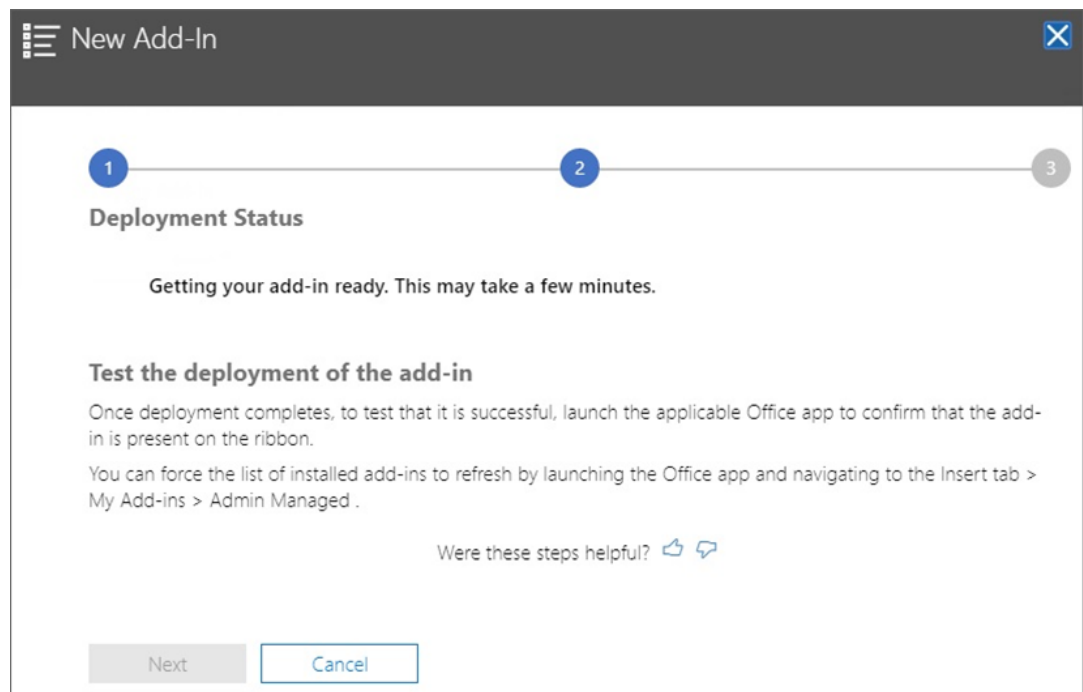 New Add-In
1
2
3
Deployment Status
Getting your add-in ready. This may take a few minutes.
Test the deployment of the add-in
Once deployment completes, to test that it is successful, launch the applicable Office app to confirm that the add-
in is present on the ribbon.
You can force the list of installed add-ins to refresh by launching the Office app and navigating to the Insert tab >
My Add-ins > Admin Managed .
Were these steps helpful?
Next
Cancel